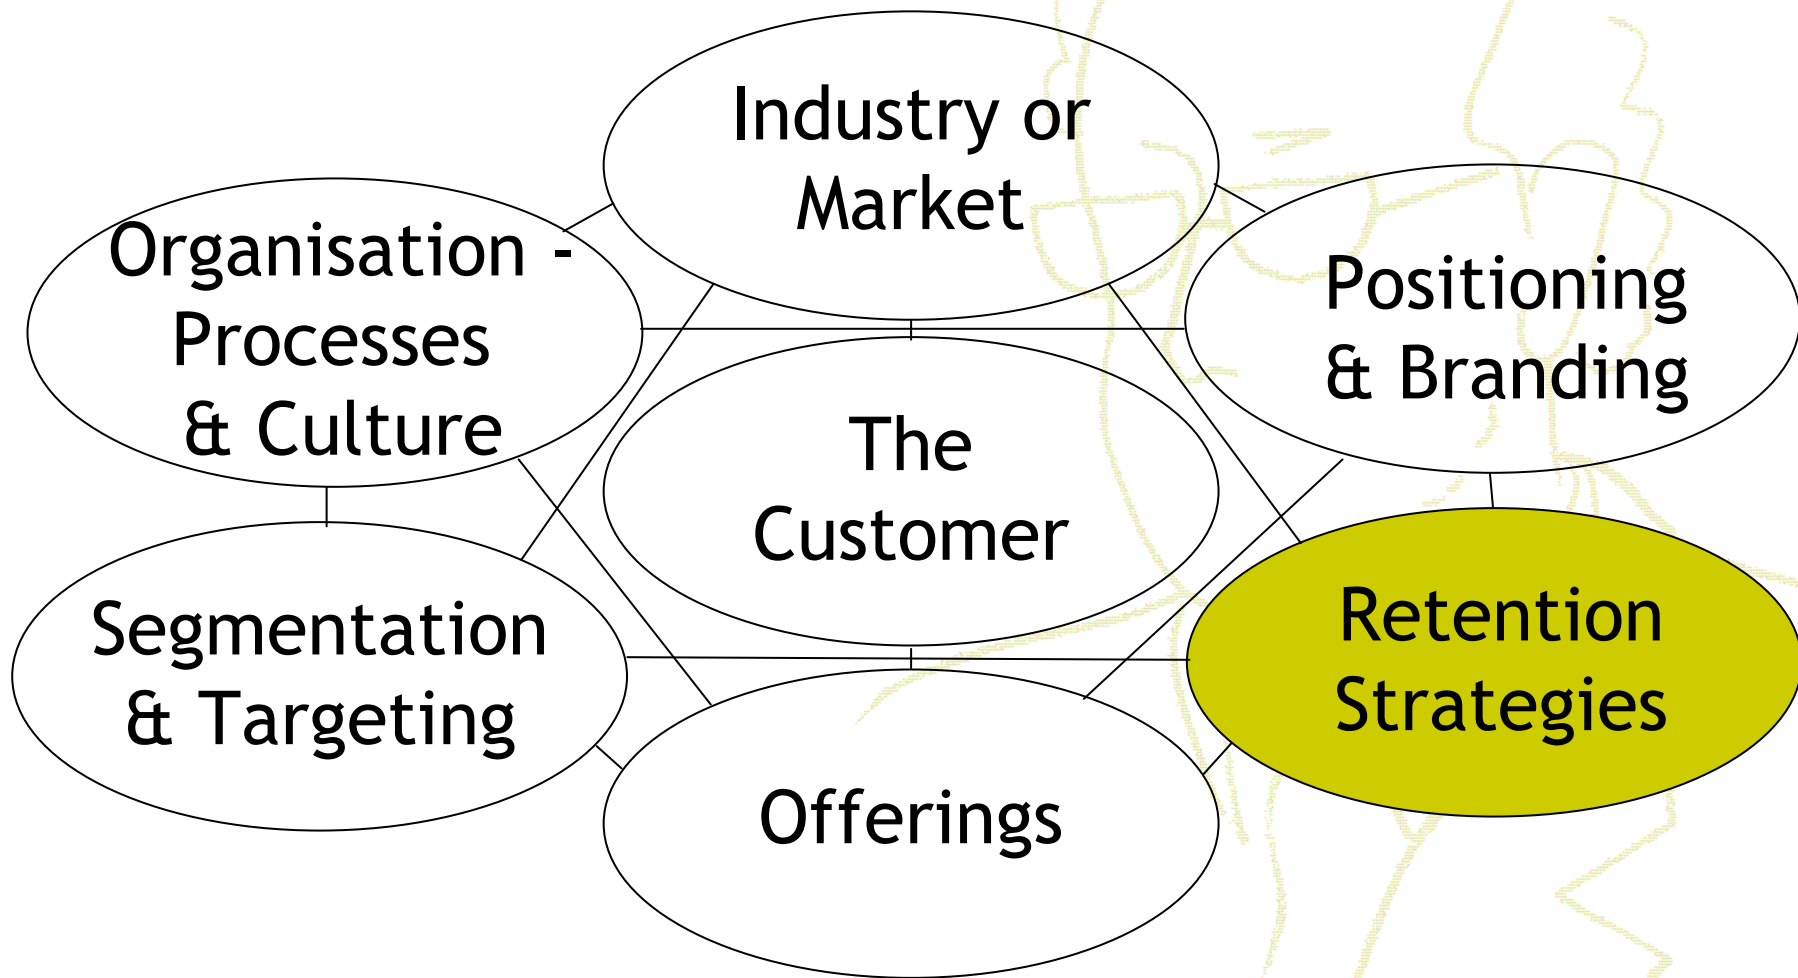 Industry or
Market
Organisation -
Processes
& Culture
Positioning
& Branding
The
Customer
Segmentation
& Targeting
Retention
Strategies
Offerings